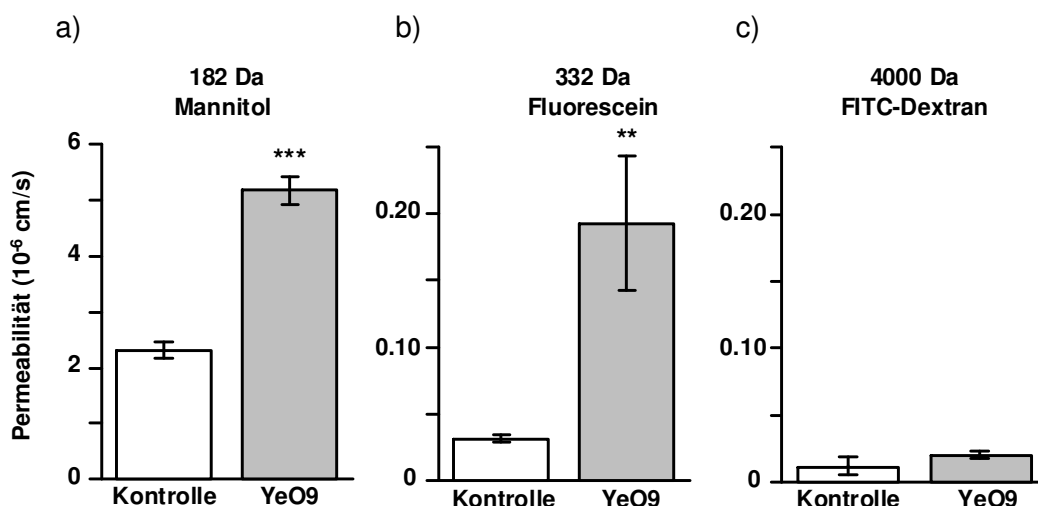 a)
182 Da
Mannitol
Permeabilität (10⁻⁶ cm/s)
6
4
2
0
***
Kontrolle YeO9
b)
332 Da
Fluorescein
0.20
0.10
0
**
Kontrolle YeO9
c)
4000 Da
FITC-Dextran
0.20
0.10
0
Kontrolle YeO9